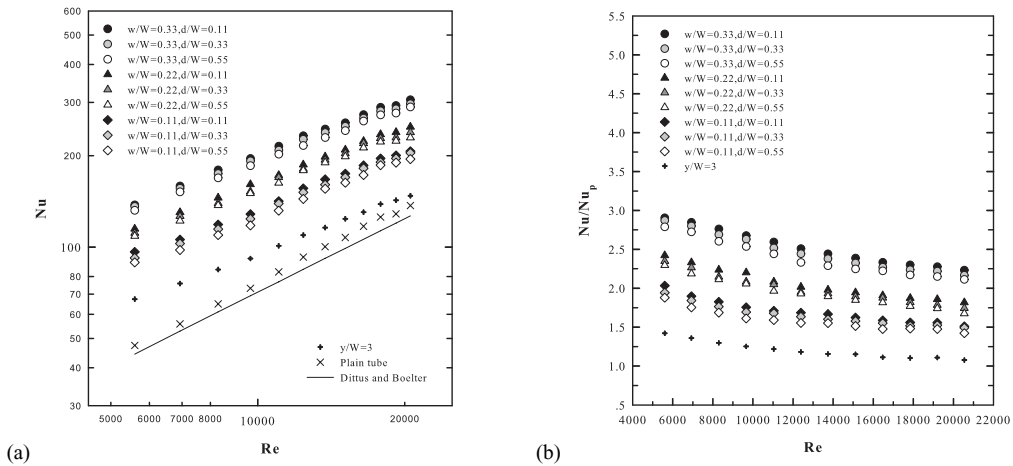 600
500
400
300
200
100
90
80
70
60
50
40
30
Nu
w/W=0.33,d/W=0.11
w/W=0.33,d/W=0.33
w/W=0.33,d/W=0.55
w/W=0.22,d/W=0.11
w/W=0.22,d/W=0.33
w/W=0.22,d/W=0.55
w/W=0.11,d/W=0.11
w/W=0.11,d/W=0.33
w/W=0.11,d/W=0.55
y/W=3
Plain tube
Dittus and Boelter
5000 6000 7000 8000 10000 20000
Re
(a)
5.5
5.0
4.5
4.0
3.5
3.0
2.5
2.0
1.5
1.0
.5
Nu/Nup
w/W=0.33,d/W=0.11
w/W=0.33,d/W=0.33
w/W=0.33,d/W=0.55
w/W=0.22,d/W=0.11
w/W=0.22,d/W=0.33
w/W=0.22,d/W=0.55
w/W=0.11,d/W=0.11
w/W=0.11,d/W=0.33
w/W=0.11,d/W=0.55
y/W=3
4000 6000 8000 10000 12000 14000 16000 18000 20000 22000
Re
(b)